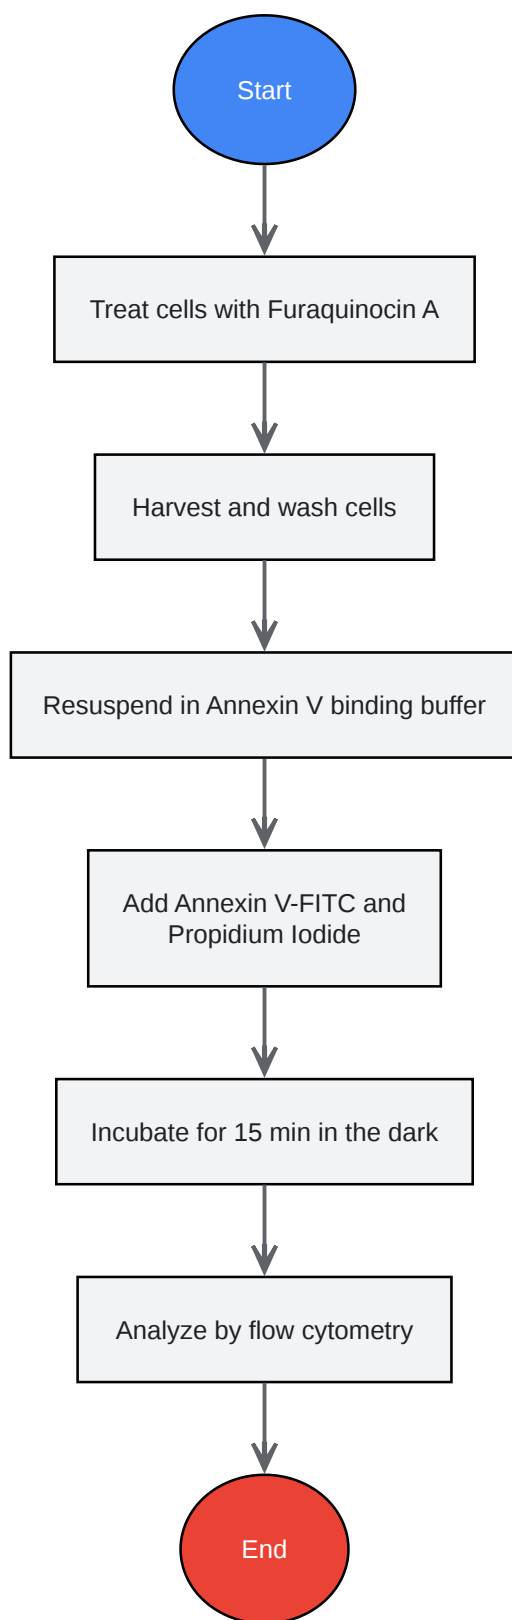 Start
Treat cells with Furaquinocin A
Harvest and wash cells
Resuspend in Annexin V binding buffer
Add Annexin V-FITC and
Propidium Iodide
Incubate for 15 min in the dark
Analyze by flow cytometry
End